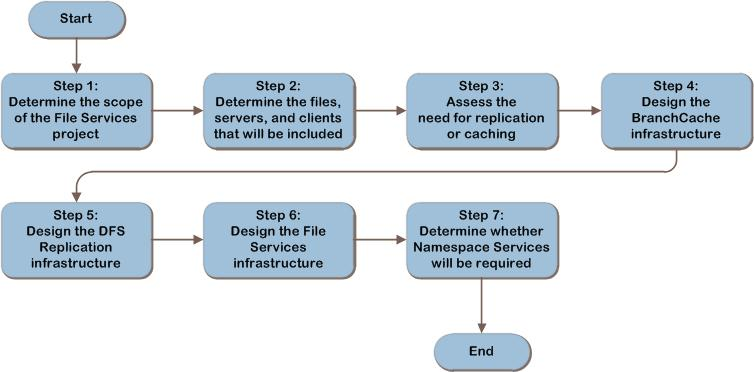 Start
Step 1:
Determine the scope
of the File Services
project
Step 2:
Determine the files,
servers, and clients
that will be included
Step 3:
Assess the
need for replication
or caching
Step 4:
Design the
BranchCache
infrastructure
Step 5:
Design the DFS
Replication
infrastructure
Step 6:
Design the File
Services
infrastructure
Step 7:
Determine whether
Namespace Services
will be required
End